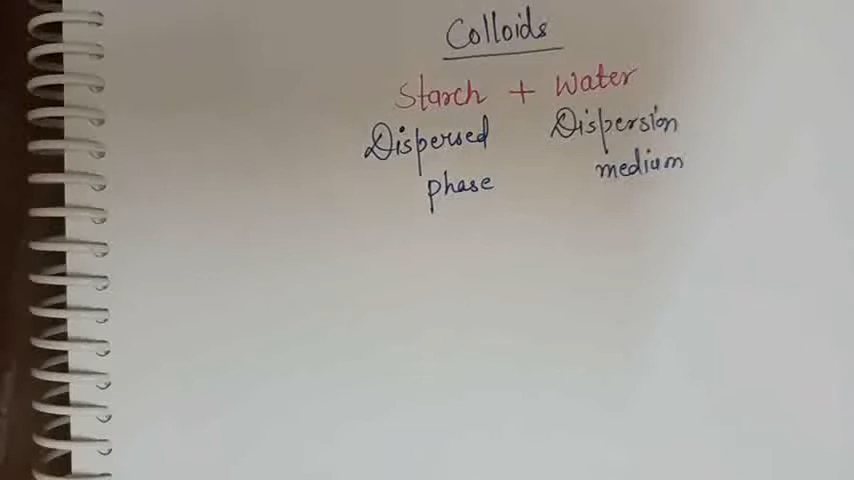 Colloids
Starch + Water
Dispersed Dispersion
phase medium